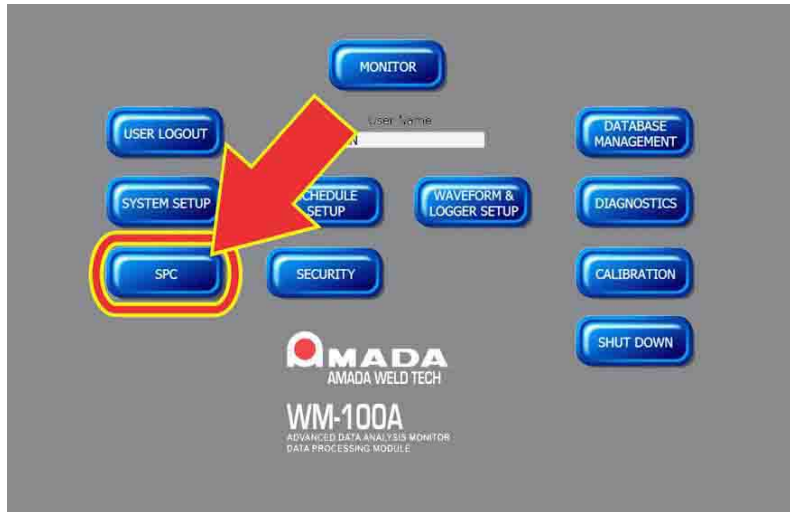 MONITOR
USER LOGOUT
User Name
N
DATABASE
MANAGEMENT
SYSTEM SETUP
CHEDULE
SETUP
WAVEFORM &
LOGGER SETUP
DIAGNOSTICS
SPC
SECURITY
CALIBRATION
SHUT DOWN
AMADA
AMADA WELD TECH
WM-100A
ADVANCED DATA ANALYSIS MONITOR
DATA PROCESSING MODULE